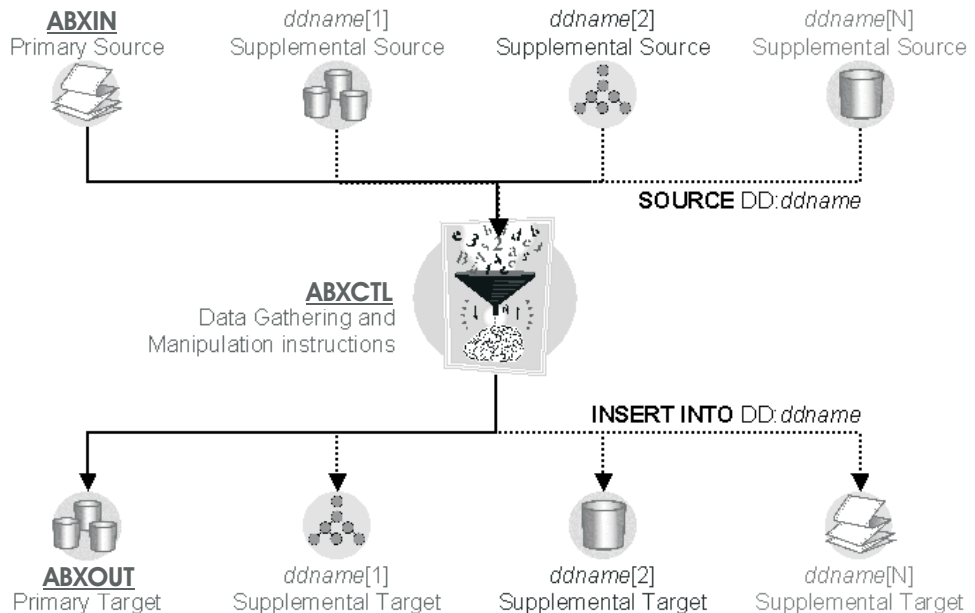 ABXIN
Primary Source
ddname[1]
Supplemental Source
ddname[2]
Supplemental Source
ddname[N]
Supplemental Source
SOURCE DD:ddname
ABXCTL
Data Gathering and
Manipulation instructions
INSERT INTO DD:ddname
ABXOUT
Primary Target
ddname[1]
Supplemental Target
ddname[2]
Supplemental Target
ddname[N]
Supplemental Target